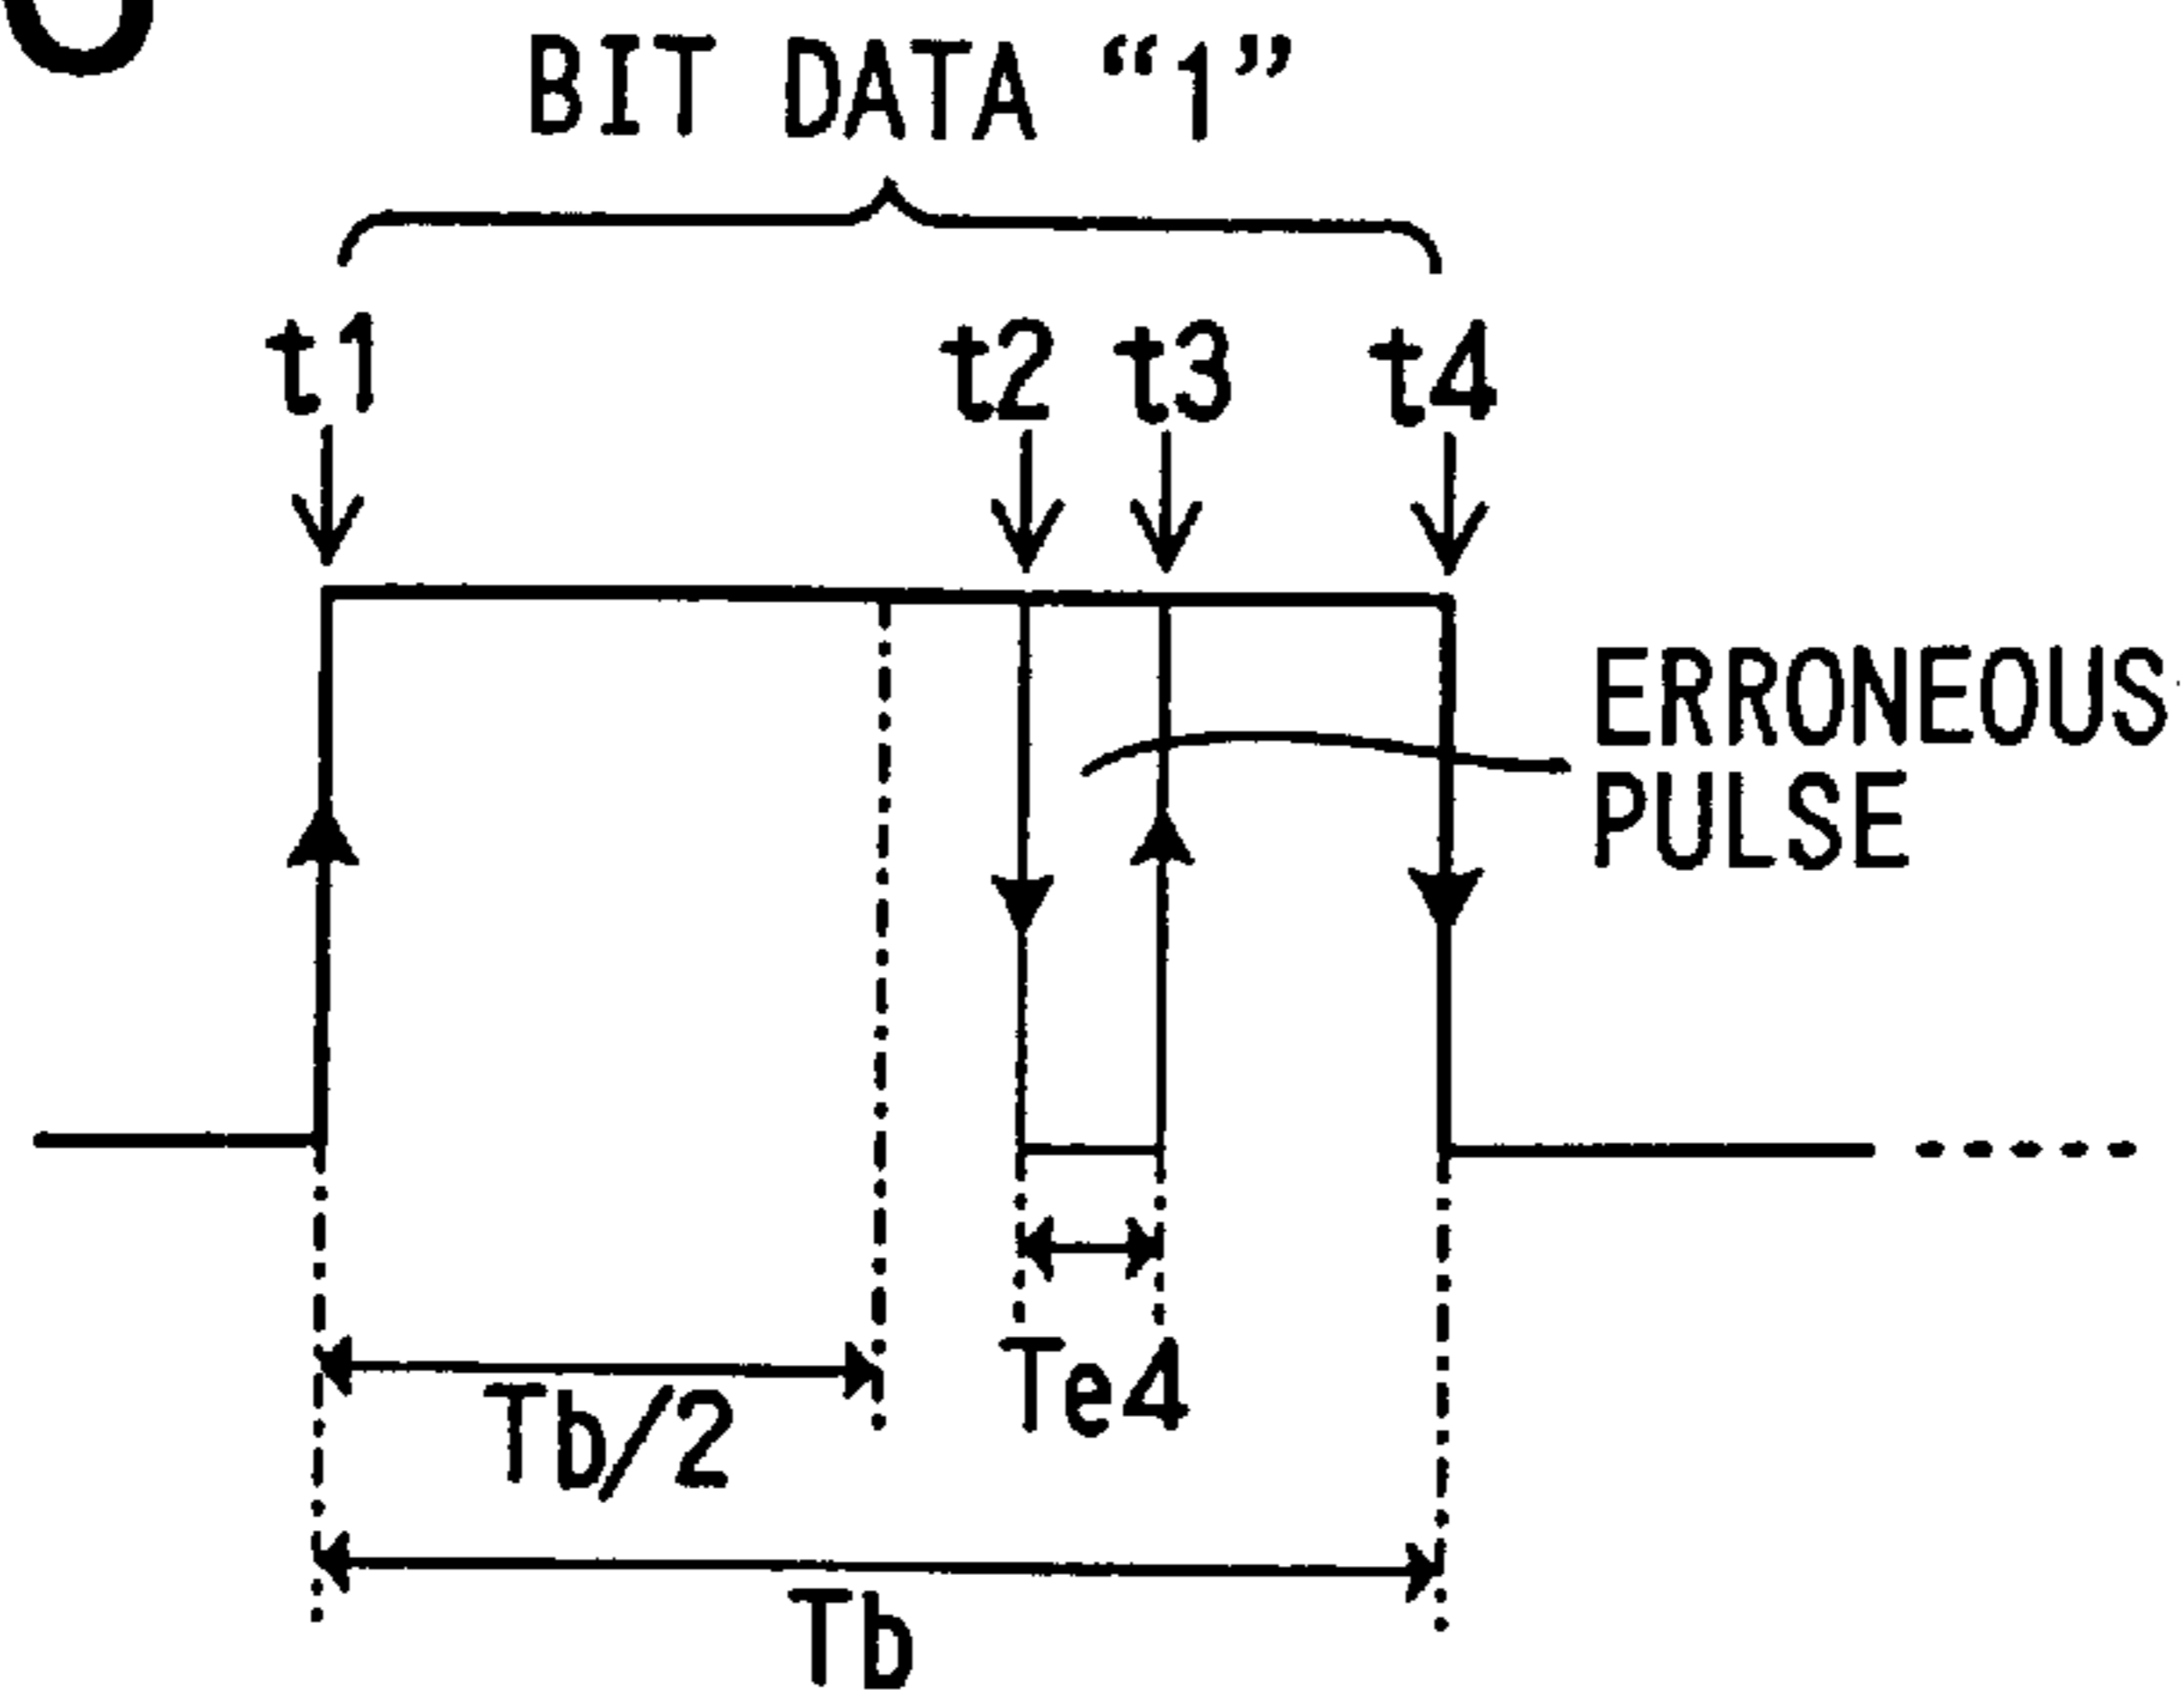 BIT DATA “1”
t1 t2 t3 t4
ERRONEOUS
PULSE
Te4
Tb/2
Tb